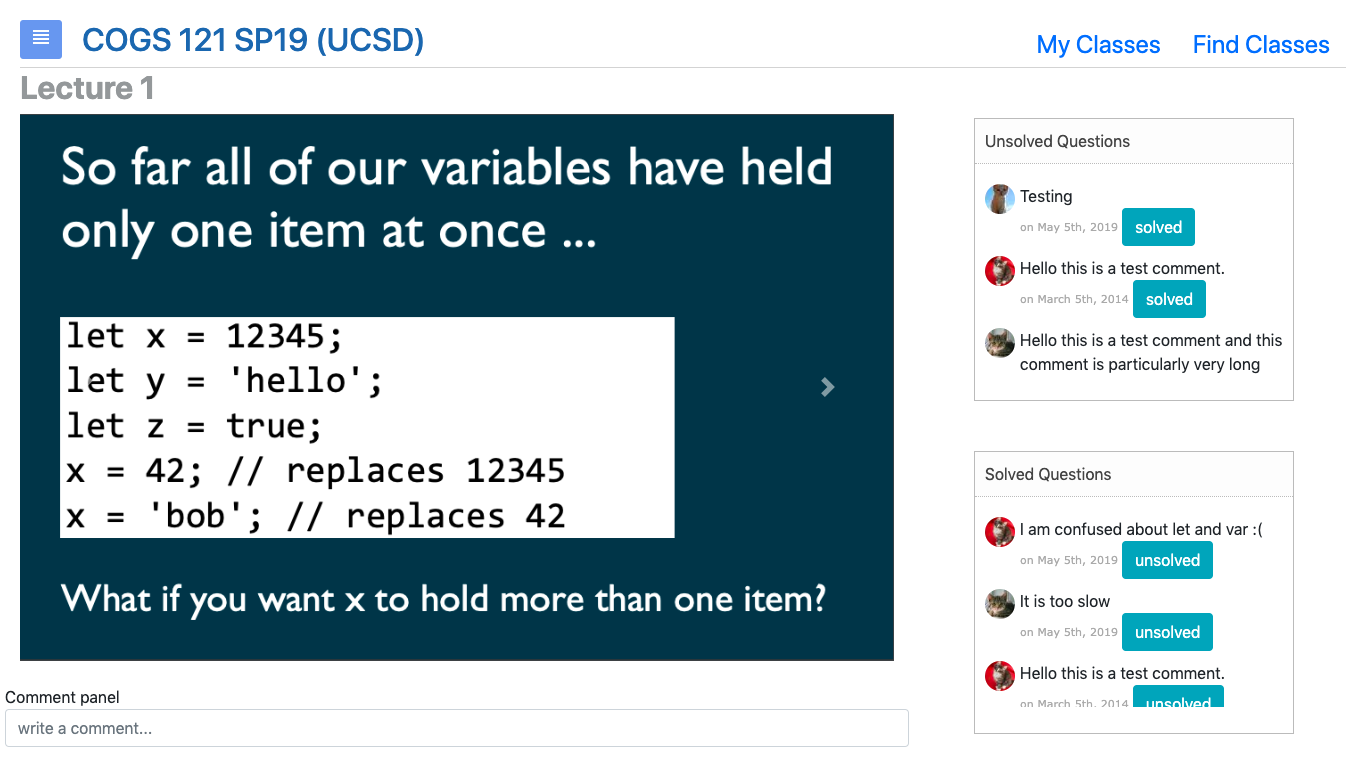 COGS 121 SP19 (UCSD)
My Classes Find Classes
Lecture 1
So far all of our variables have held
only one item at once ...
let x = 12345;
let y = 'hello';
let z = true;
x = 42; // replaces 12345
x = 'bob'; // replaces 42
What if you want x to hold more than one item?
Comment panel
write a comment...
Unsolved Questions
Testing
on May 5th, 2019 solved
Hello this is a test comment.
on March 5th, 2014 solved
Hello this is a test comment and this
comment is particularly very long
Solved Questions
I am confused about let and var :(
on May 5th, 2019 unsolved
It is too slow
on May 5th, 2019 unsolved
Hello this is a test comment.
on March 5th, 2014 unsolved